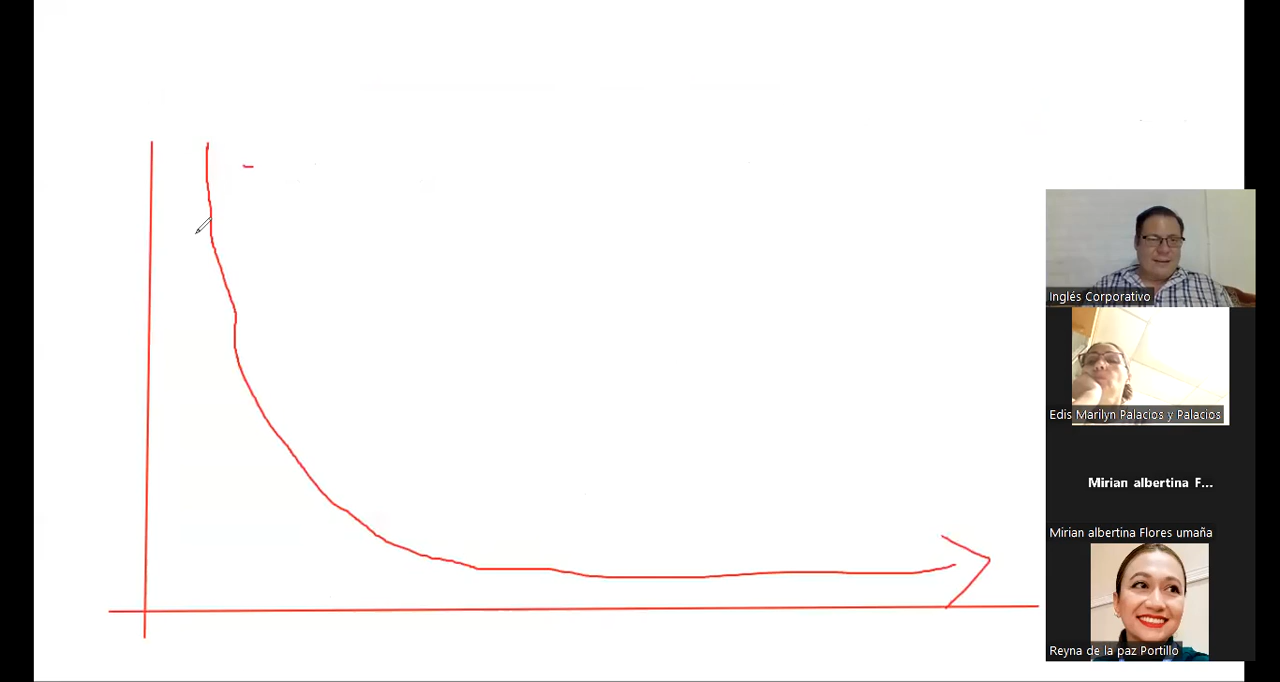 Inglés Corporativo
Edis Marilyn Palacios y Palacios
Mirian albertina F...
Mirian albertina Flores umaña
Reyna de la paz Portillo